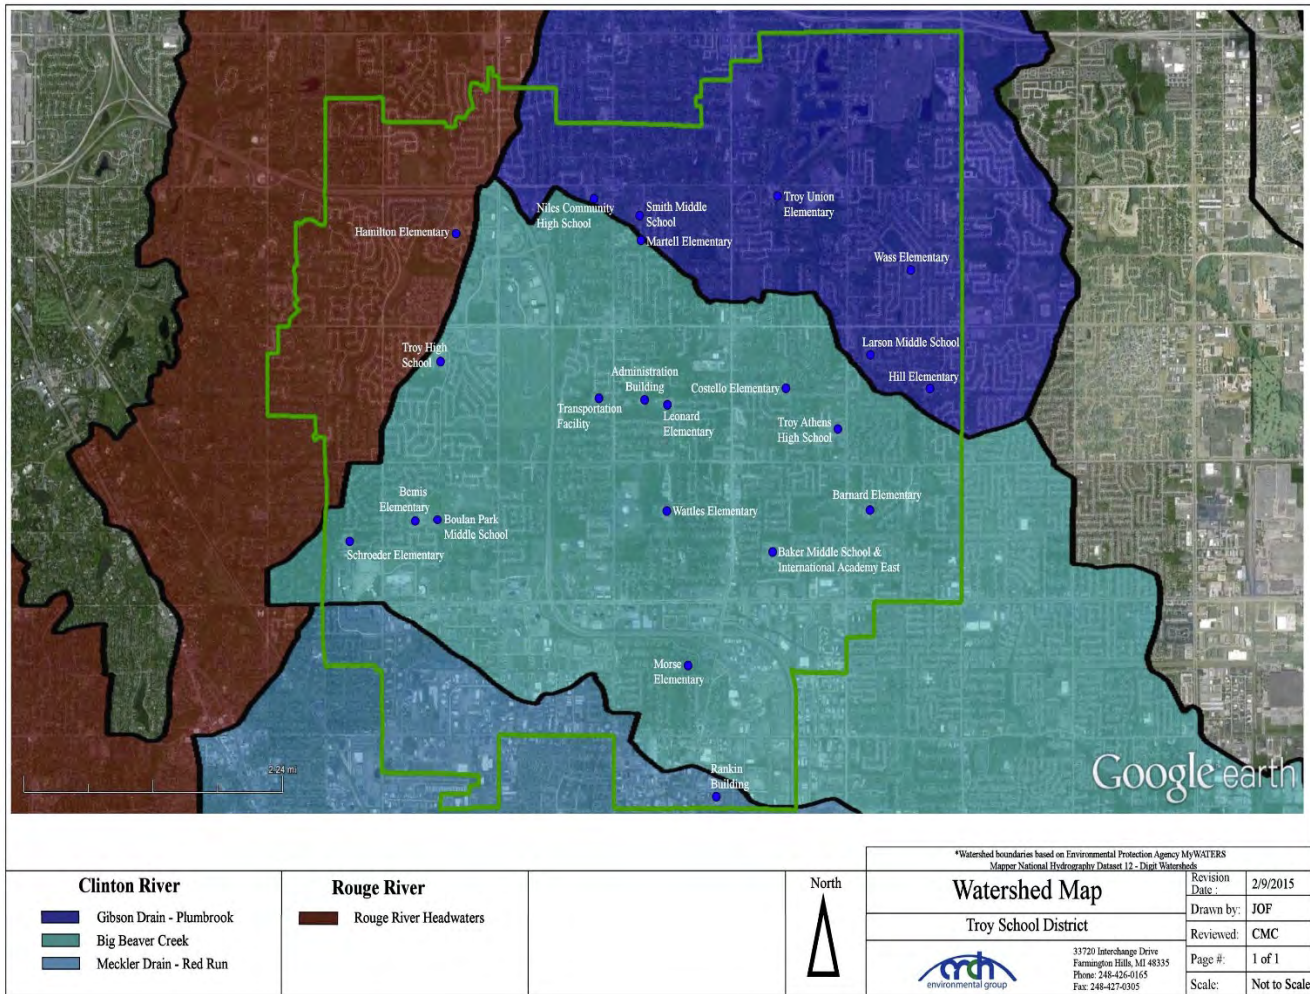 Niles Community
High School
Smith Middle
School
Troy Union
Elementary
Hamilton Elementary
Martell Elementary
Wass Elementary
Troy High
School
Larson Middle School
Administration
Building
Costello Elementary
Hill Elementary
Transportation
Facility
Leonard
Elementary
Troy Athens
High School
Bemis
Elementary
Boulan Park
Middle School
Wattles Elementary
Barnard Elementary
Schroeder Elementary
Baker Middle School &
International Academy East
Morse
Elementary
2.24 mi
Rankin
Building
Google earth
Clinton River
Gibson Drain - Plumbrook
Big Beaver Creek
Meckler Drain - Red Run
Rouge River
Rouge River Headwaters
North
*Watershed boundaries based on Environmental Protection Agency MyWATERS
Mapper National Hydrography Dataset 12 - Digit Watersheds
Watershed Map
Troy School District
mch
environmental group
33720 Interchange Drive
Farmington Hills, MI 48335
Phone: 248-426-0165
Fax: 248-427-0305
Revision
Date :
2/9/2015
Drawn by: JOF
Reviewed: CMC
Page #: 1 of 1
Scale: Not to Scale